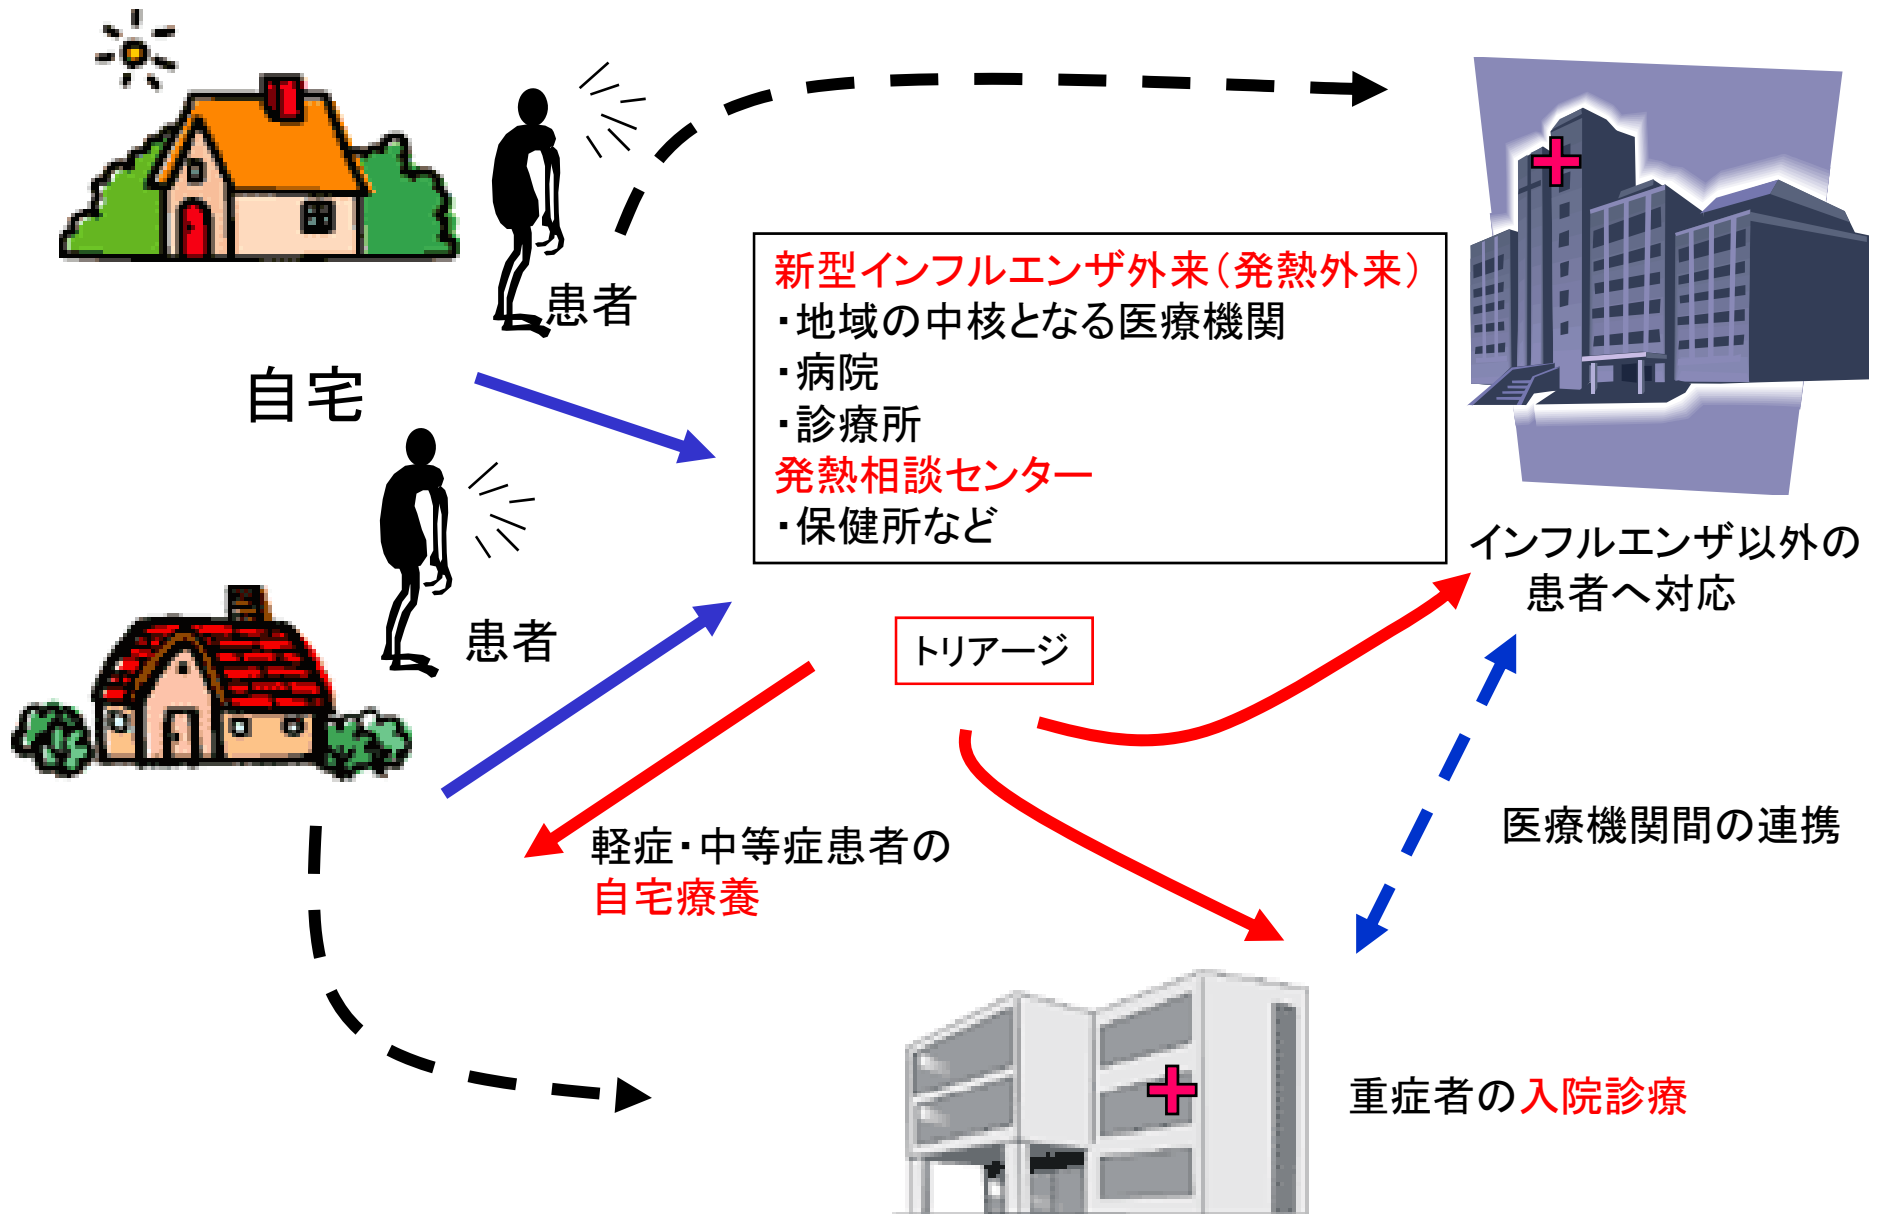 患者
自宅
患者
新型インフルエンザ外来（発熱外来）
・地域の中核となる医療機関
・病院
・診療所
発熱相談センター
・保健所など
インフルエンザ以外の
患者へ対応
トリアージ
軽症・中等症患者の
自宅療養
医療機関間の連携
重症者の入院診療